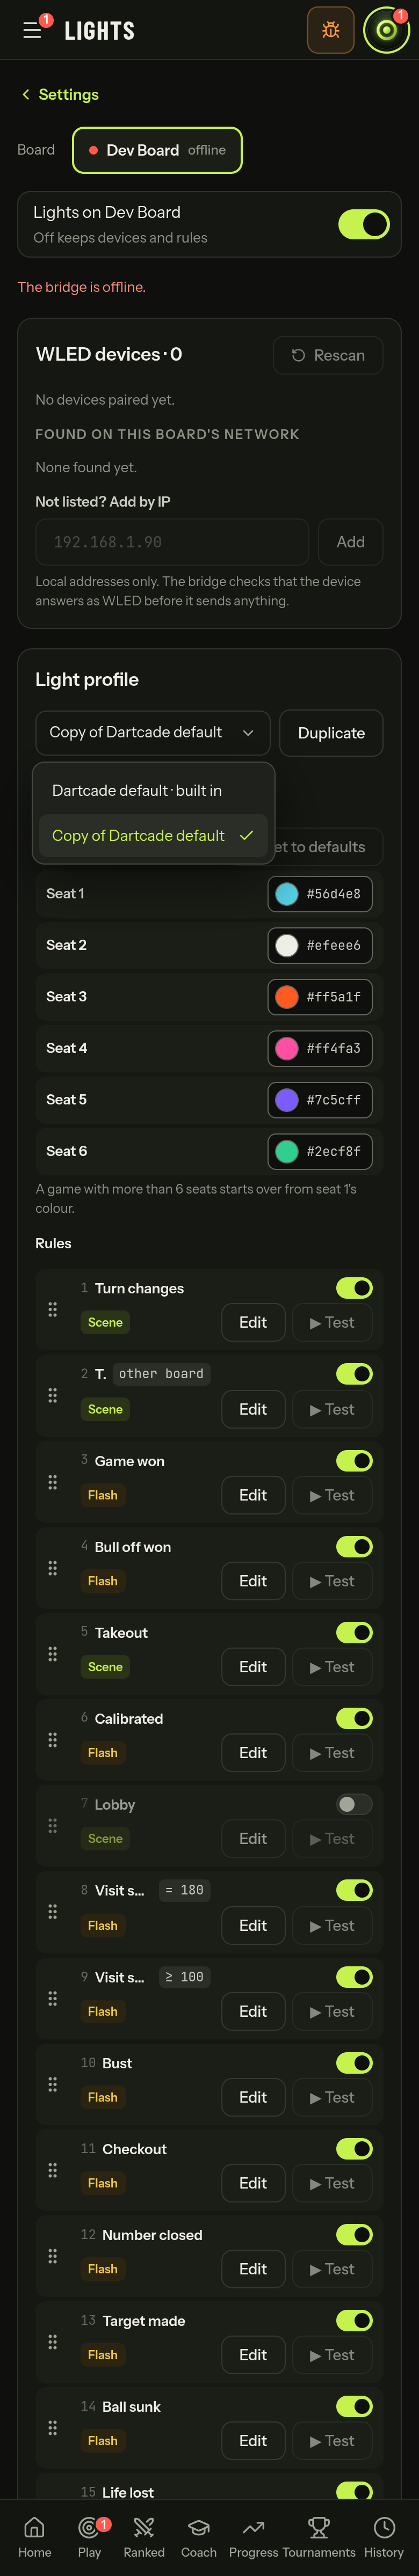 1
LIGHTS
1
Settings
Board
Dev Board offline
Lights on Dev Board
Off keeps devices and rules
The bridge is offline.
WLED devices · 0
Rescan
No devices paired yet.
FOUND ON THIS BOARD'S NETWORK
None found yet.
Not listed? Add by IP
192.168.1.90
Add
Local addresses only. The bridge checks that the device
answers as WLED before it sends anything.
Light profile
Copy of Dartcade default
Duplicate
Dartcade default · built in
Copy of Dartcade default
et to defaults
Seat 1 #56d4e8
Seat 2 #efeee6
Seat 3 #ff5a1f
Seat 4 #ff4fa3
Seat 5 #7c5cff
Seat 6 #2ecf8f
A game with more than 6 seats starts over from seat 1's
colour.
Rules
1 Turn changes
Scene Edit ▶ Test
2 T. other board
Scene Edit ▶ Test
3 Game won
Flash Edit ▶ Test
4 Bull off won
Flash Edit ▶ Test
5 Takeout
Scene Edit ▶ Test
6 Calibrated
Flash Edit ▶ Test
7 Lobby
Scene Edit ▶ Test
8 Visit s... = 180
Flash Edit ▶ Test
9 Visit s... ≥ 100
Flash Edit ▶ Test
10 Bust
Flash Edit ▶ Test
11 Checkout
Flash Edit ▶ Test
12 Number closed
Flash Edit ▶ Test
13 Target made
Flash Edit ▶ Test
14 Ball sunk
Flash Edit ▶ Test
15 Life lost
1
Home Play Ranked Coach Progress Tournaments History